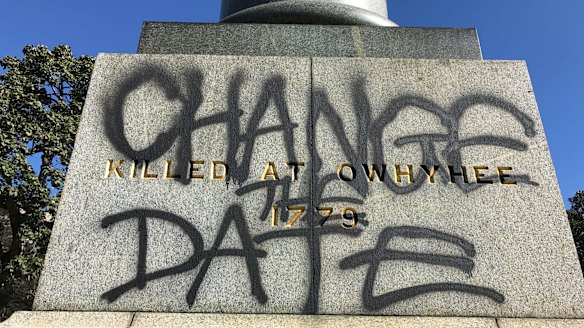 CHANGE
KILLED AT OWHYHEE
THE
1779
DATE